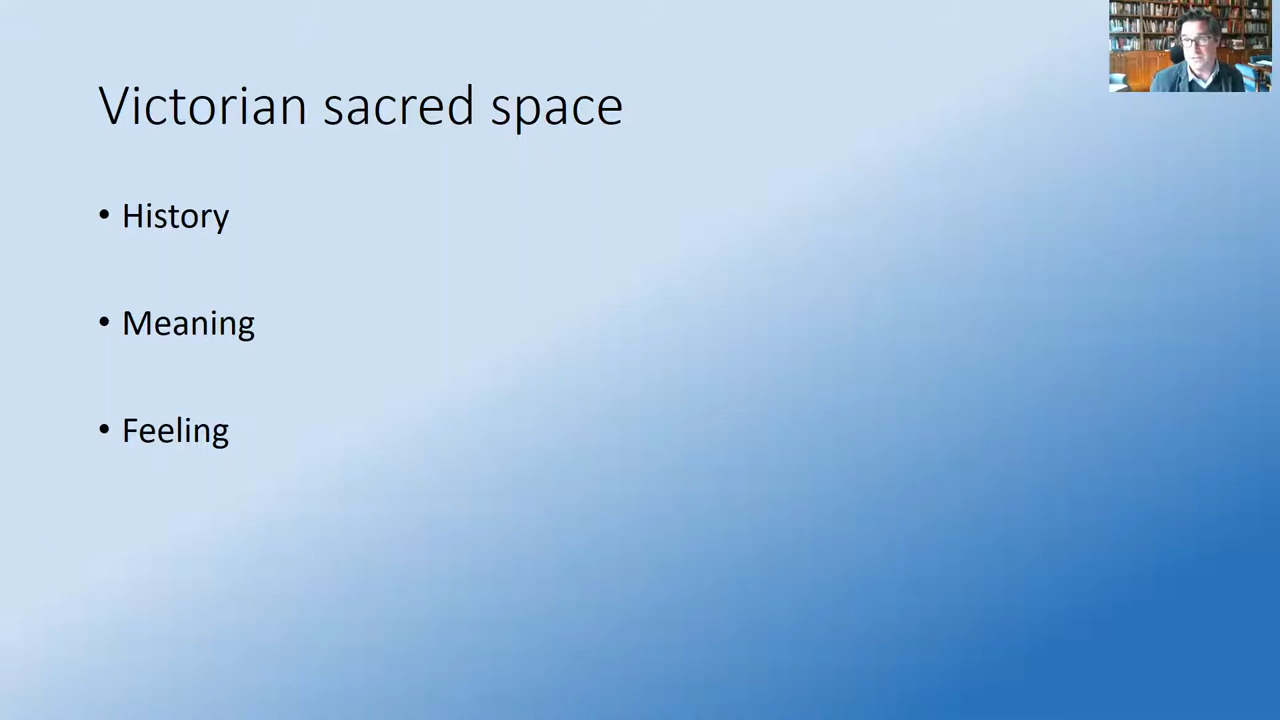 Victorian sacred space
• History
• Meaning
• Feeling